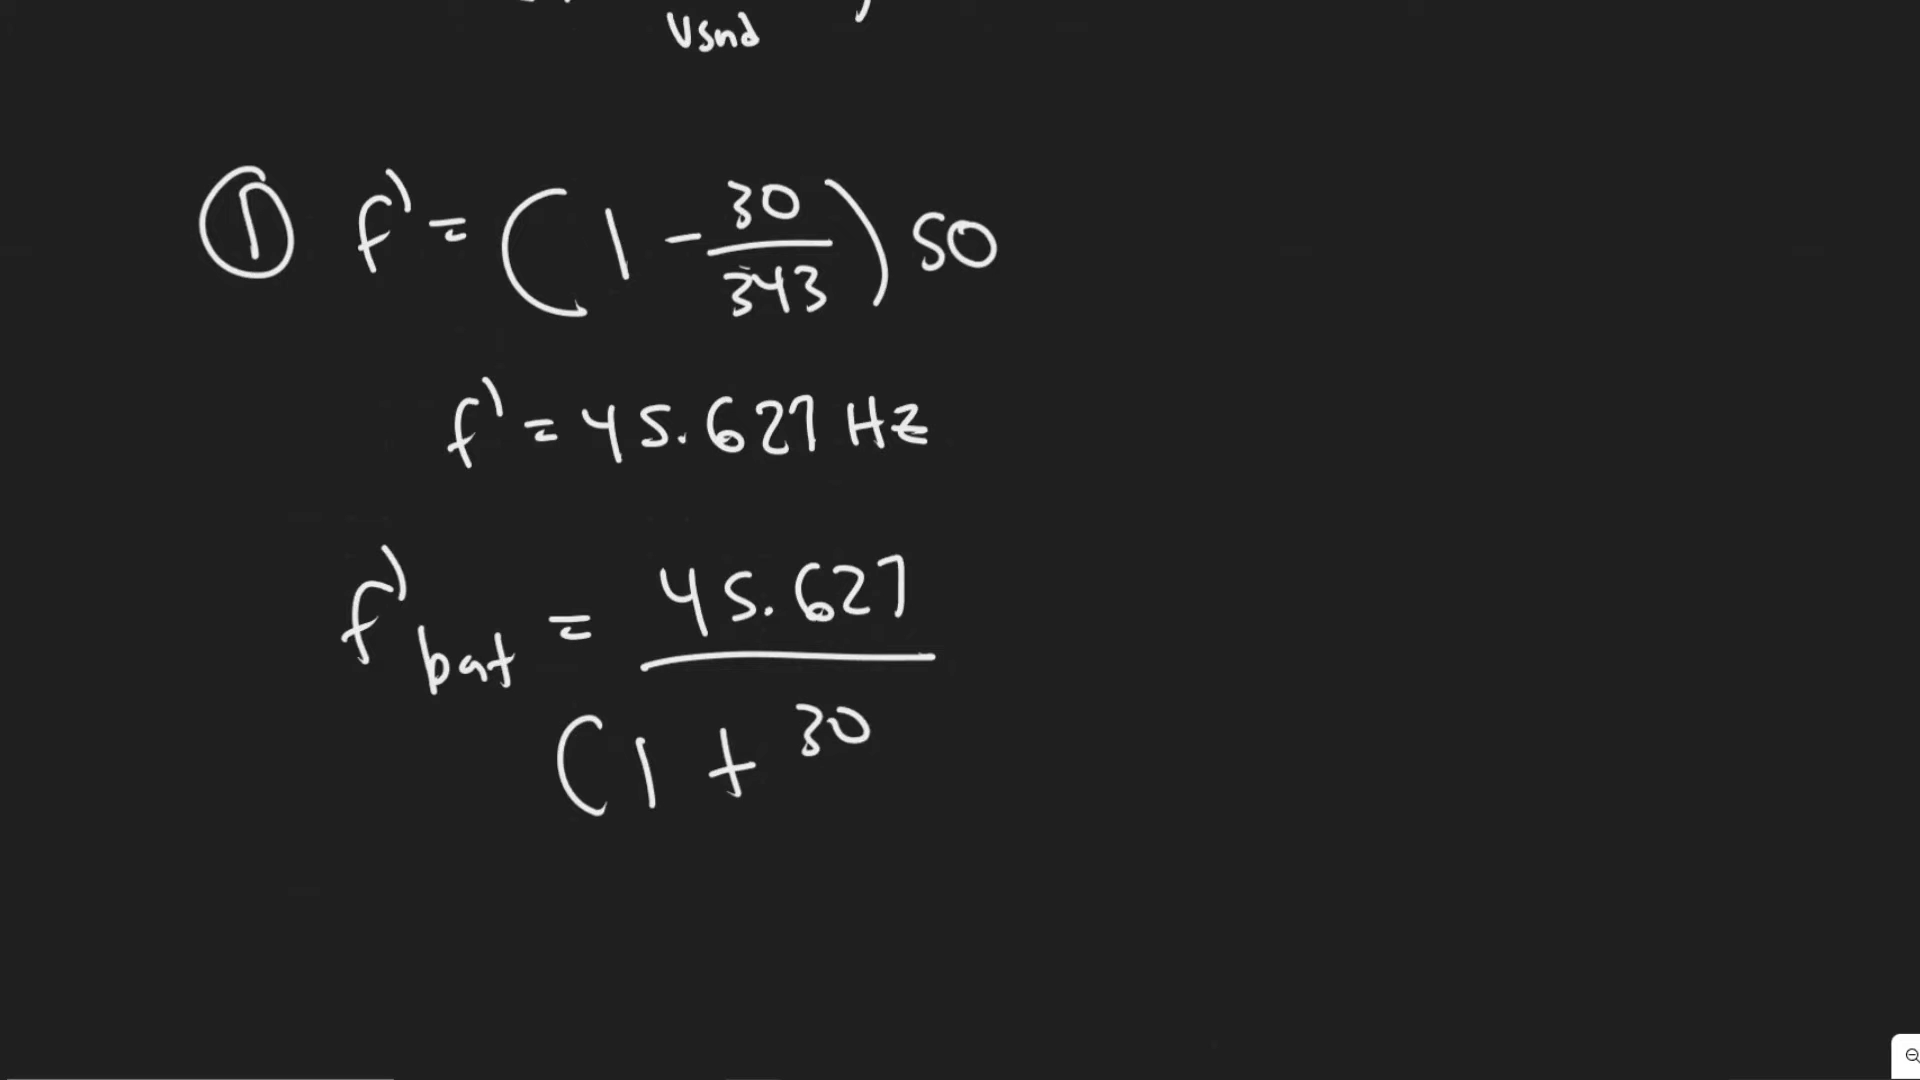 Vsnd
① f' = (1 - 30/343) 50
f' = 45.627 Hz
f'bat = 45.627
(1 + 30